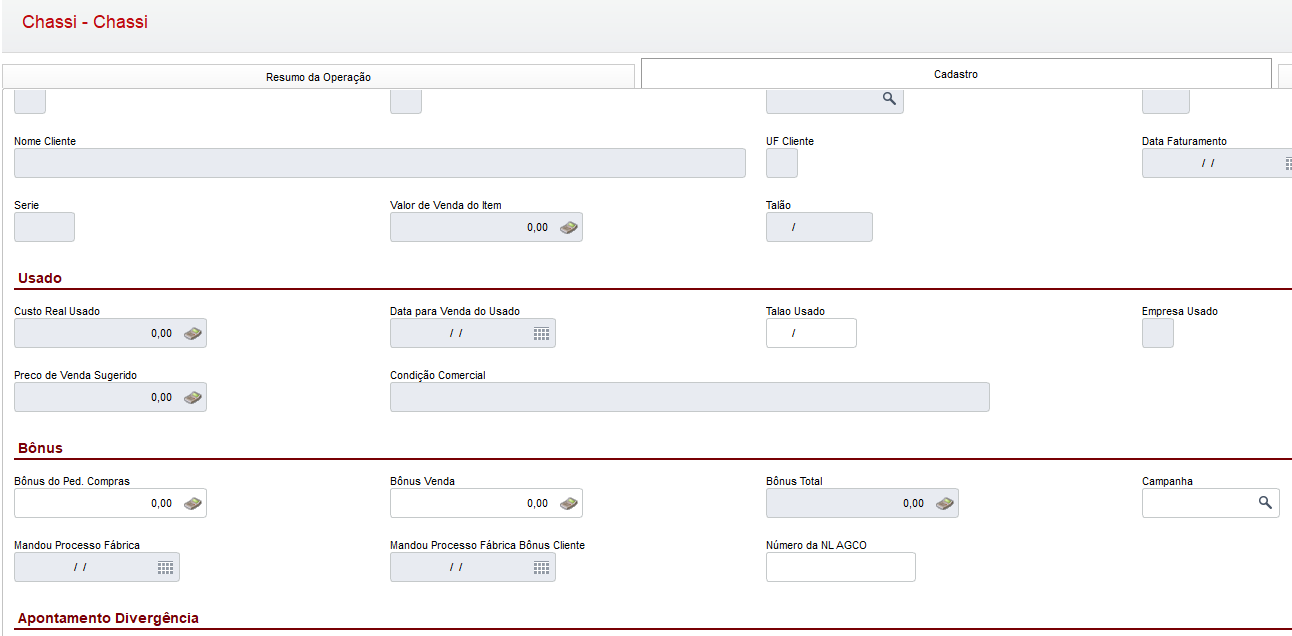 Chassi - Chassi
Resumo da Operação
Cadastro
Nome Cliente
UF Cliente
Data Faturamento
/ /
Serie
Valor de Venda do Item
Talão
0,00
/
Usado
Custo Real Usado
Data para Venda do Usado
Talao Usado
Empresa Usado
0,00
/ /
/
Preco de Venda Sugerido
Condição Comercial
0,00
Bônus
Bônus do Ped. Compras
Bônus Venda
Bônus Total
Campanha
0,00
0,00
0,00
Mandou Processo Fábrica
Mandou Processo Fábrica Bônus Cliente
Número da NL AGCO
/ /
/ /
Apontamento Divergência